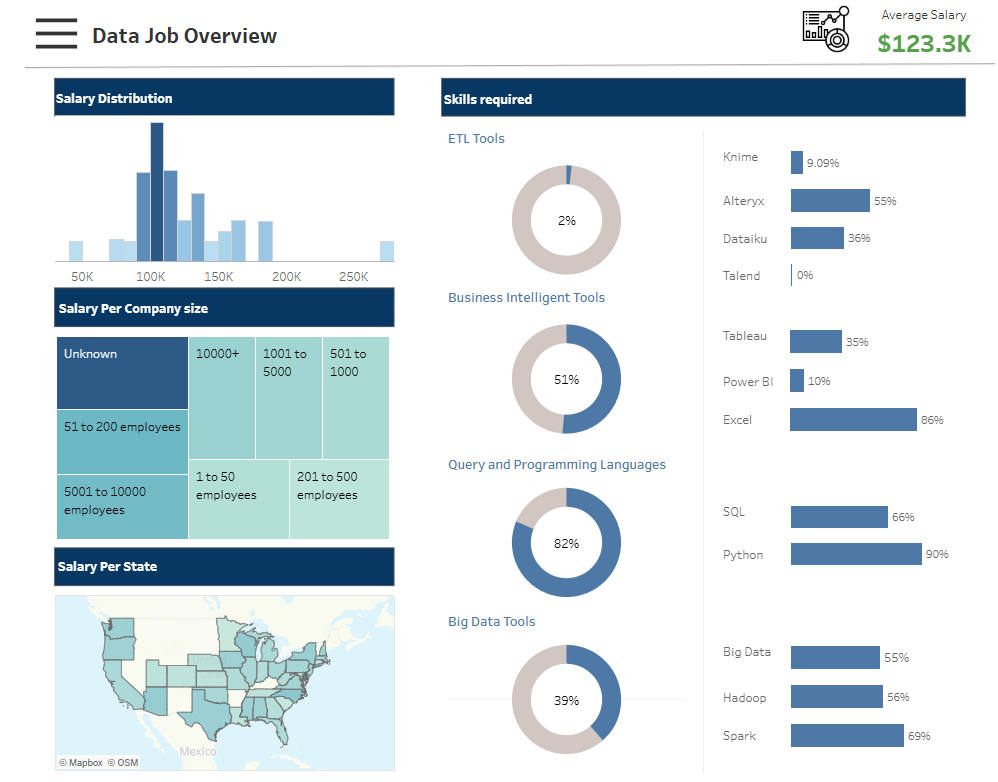 Data Job Overview
Average Salary
$123.3K
Salary Distribution
50K 100K 150K 200K 250K
Salary Per Company size
Unknown
10000+
1001 to
5000
501 to
1000
51 to 200 employees
5001 to 10000
employees
1 to 50
employees
201 to 500
employees
Salary Per State
Mexico
© Mapbox © OSM
Skills required
ETL Tools
2%
Knime 9.09%
Alteryx 55%
Dataiku 36%
Talend 0%
Business Intelligent Tools
51%
Tableau 35%
Power BI 10%
Excel 86%
Query and Programming Languages
82%
SQL 66%
Python 90%
Big Data Tools
39%
Big Data 55%
Hadoop 56%
Spark 69%